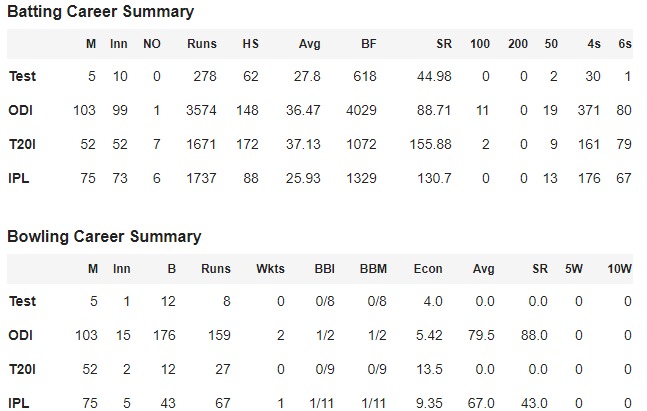 Batting Career Summary
M Inn NO Runs HS Avg BF SR 100 200 50 4s 6s
Test 5 10 0 278 62 27.8 618 44.98 0 0 2 30 1
ODI 103 99 1 3574 148 36.47 4029 88.71 11 0 19 371 80
T20I 52 52 7 1671 172 37.13 1072 155.88 2 0 9 161 79
IPL 75 73 6 1737 88 25.93 1329 130.7 0 0 13 176 67
Bowling Career Summary
M Inn B Runs Wkts BBI BBM Econ Avg SR 5W 10W
Test 5 1 12 8 0 0/8 0/8 4.0 0.0 0.0 0 0
ODI 103 15 176 159 2 1/2 1/2 5.42 79.5 88.0 0 0
T20I 52 2 12 27 0 0/9 0/9 13.5 0.0 0.0 0 0
IPL 75 5 43 67 1 1/11 1/11 9.35 67.0 43.0 0 0